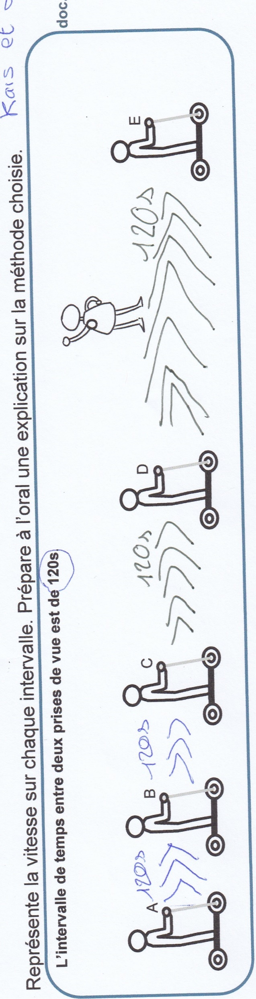 Kais et
Représente la vitesse sur chaque intervalle. Prépare à l'oral une explication sur la méthode choisie.
doc.
L'intervalle de temps entre deux prises de vue est de 120s.
120s 120s 120s 120s
A B C D E